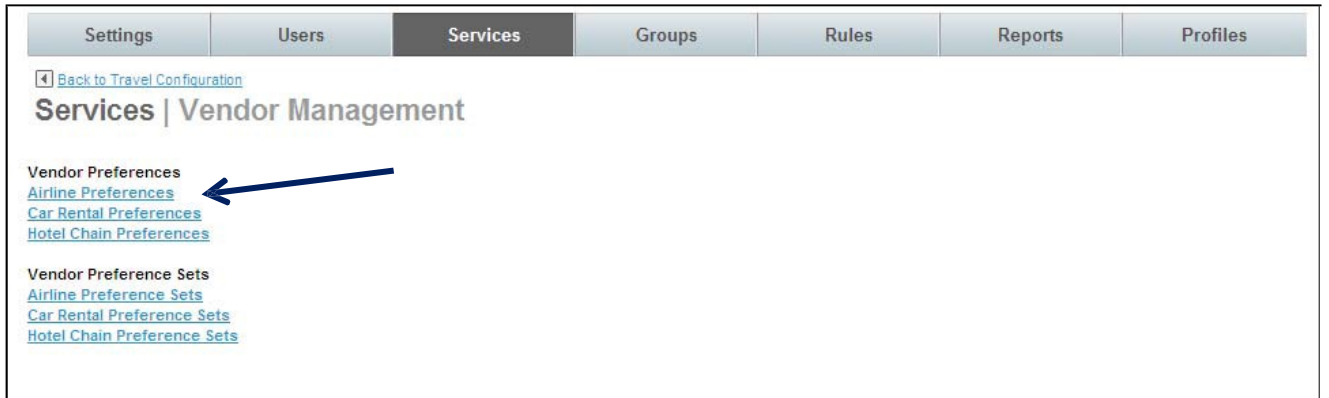 Settings Users Services Groups Rules Reports Profiles
Back to Travel Configuration
Services | Vendor Management
Vendor Preferences
Airline Preferences
Car Rental Preferences
Hotel Chain Preferences
Vendor Preference Sets
Airline Preference Sets
Car Rental Preference Sets
Hotel Chain Preference Sets